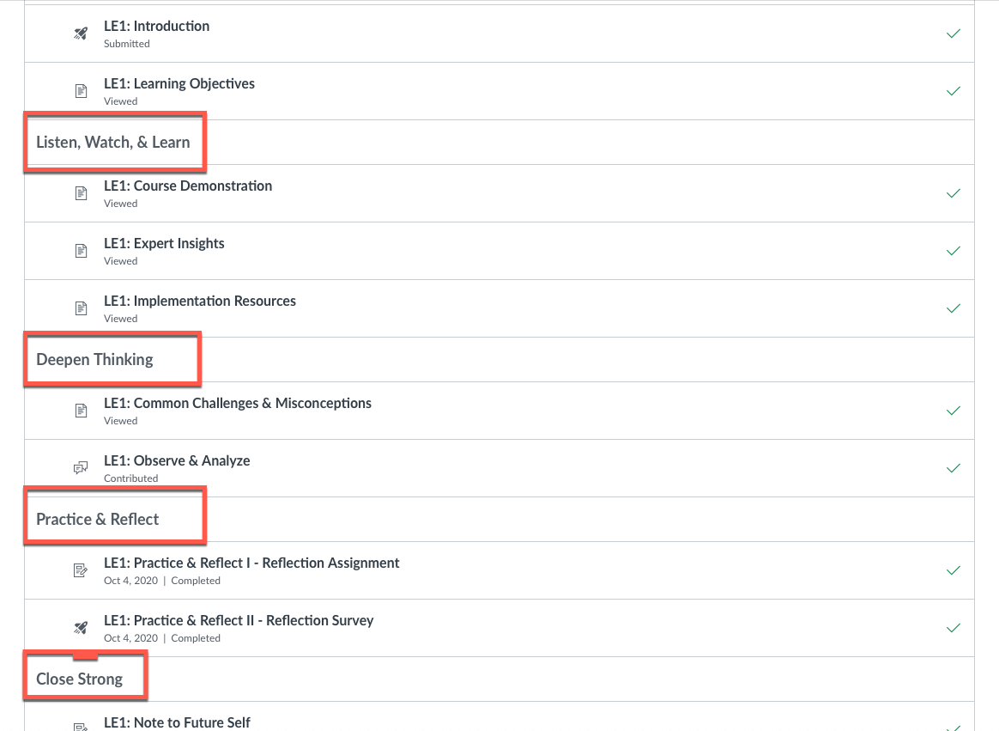 LE1: Introduction
Submitted
LE1: Learning Objectives
Viewed
Listen, Watch, & Learn
LE1: Course Demonstration
Viewed
LE1: Expert Insights
Viewed
LE1: Implementation Resources
Viewed
Deepen Thinking
LE1: Common Challenges & Misconceptions
Viewed
LE1: Observe & Analyze
Contributed
Practice & Reflect
LE1: Practice & Reflect I - Reflection Assignment
Oct 4, 2020 | Completed
LE1: Practice & Reflect II - Reflection Survey
Oct 4, 2020 | Completed
Close Strong
LE1: Note to Future Self